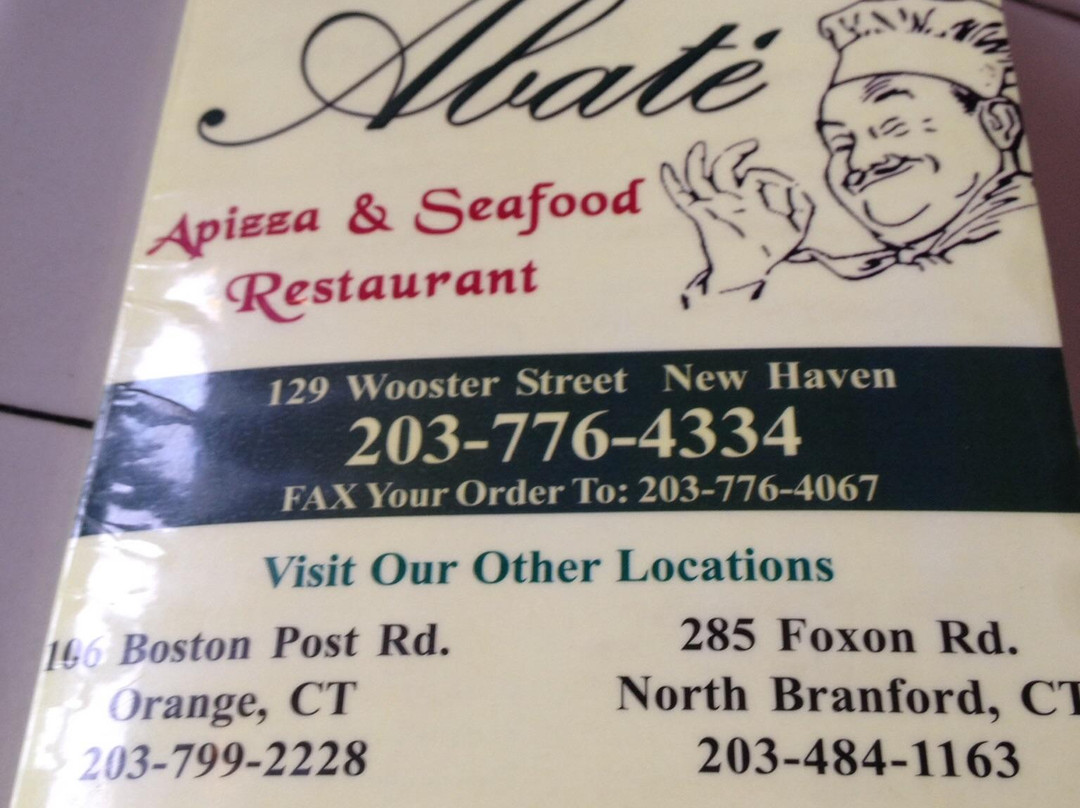 Abaté
Apizza & Seafood
Restaurant
129 Wooster Street New Haven
203-776-4334
FAX Your Order To: 203-776-4067
Visit Our Other Locations
106 Boston Post Rd.
Orange, CT
203-799-2228
285 Foxon Rd.
North Branford, CT
203-484-1163